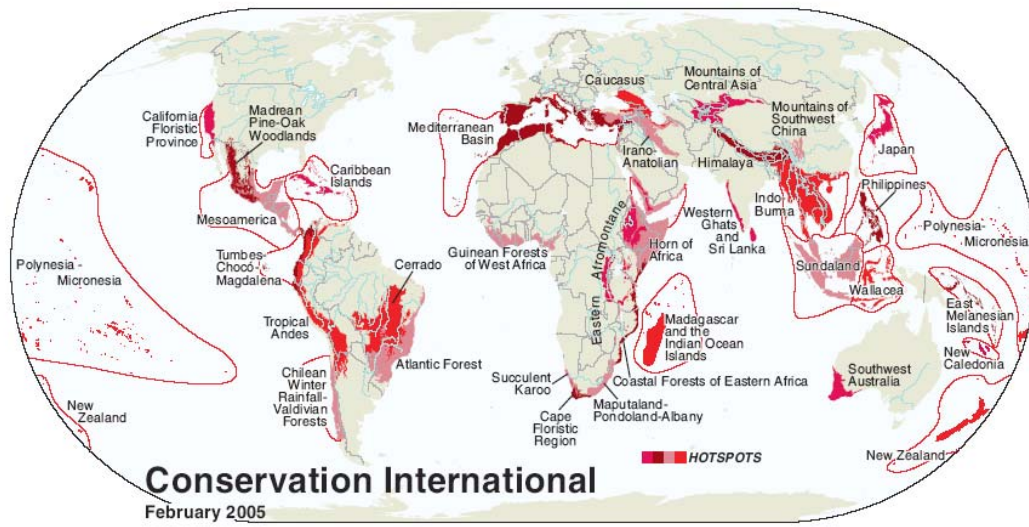 California
Floristic
Province
Madrean
Pine-Oak
Woodlands
Caribbean
Islands
Mesoamerica
Polynesia -
Micronesia
Tumbes-
Chocó-
Magdalena
Tropical
Andes
Cerrado
Atlantic Forest
Chilean
Winter
Rainfall-
Valdivian
Forests
New
Zealand
Mediterranean
Basin
Caucasus
Irano-
Anatolian
Mountains of
Central Asia
Mountains of
Southwest
China
Himalaya
Japan
Philippines
Indo-
Burma
Western
Ghats
and
Sri Lanka
Guinean Forests
of West Africa
Eastern Afromontane
Horn of
Africa
Madagascar
and the
Indian Ocean
Islands
Coastal Forests of Eastern Africa
Maputaland-
Pondoland-Albany
Succulent
Karoo
Cape
Floristic
Region
Sundaland
Wallacea
Polynesia-
Micronesia
East
Melanesian
Islands
New
Caledonia
Southwest
Australia
New Zealand
HOTSPOTS
Conservation International
February 2005